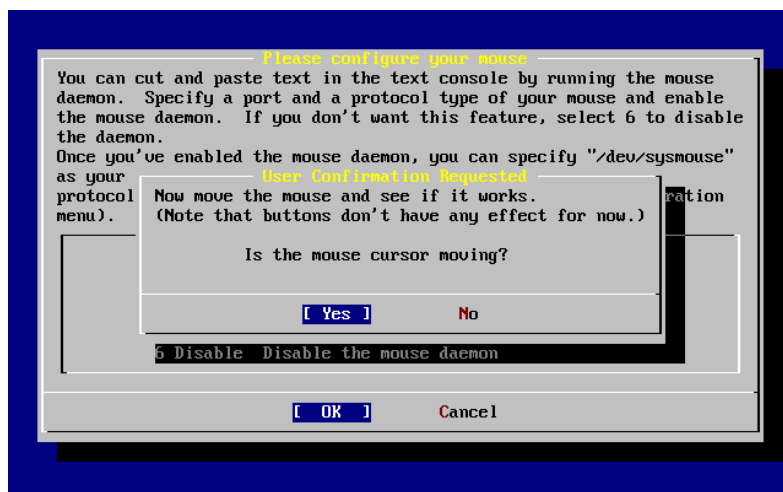 Please configure your mouse
You can cut and paste text in the text console by running the mouse
daemon.  Specify a port and a protocol type of your mouse and enable
the mouse daemon.  If you don't want this feature, select 6 to disable
the daemon.
Once you've enabled the mouse daemon, you can specify "/dev/sysmouse"
as your
protocol ration
menu).
User Confirmation Requested
Now move the mouse and see if it works.
(Note that buttons don't have any effect for now.)
Is the mouse cursor moving?
[ Yes ] No
6 Disable  Disable the mouse daemon
[ OK ] Cancel